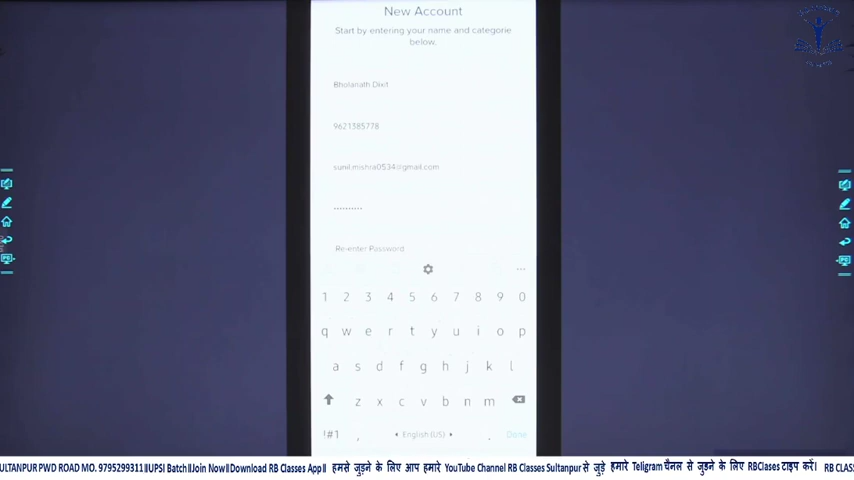 New Account
Start by entering your name and categorie
below.
Bholanath Dixit
9621385778
sunil.mishra0534@gmail.com
..........
Re-enter Password
...
1 2 3 4 5 6 7 8 9 0
q w e r t y u i o p
a s d f g h j k l
z x c v b n m
!#1 , English (US) . Done
ULTANPUR PWD ROAD MO. 9795299311॥UPSI Batch॥Join Now॥Download RB Classes App॥ हमसे जुड़ने के लिए आप हमारे YouTube Channel RB Classes Sultanpur से जुड़े हमारे Teligram चैनल से जुडने के लिए RBClases टाइप करें। RB CLAS